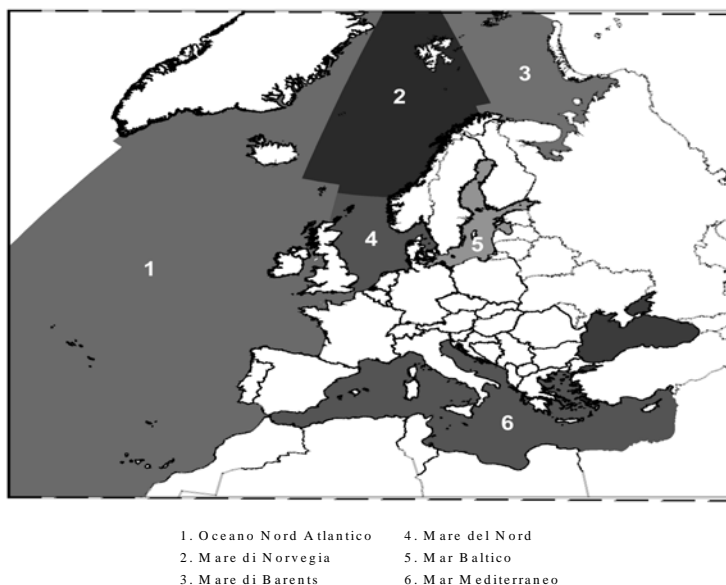 2
3
1
4
5
6
1. Oceano Nord Atlantico 4. Mare del Nord
2. Mare di Norvegia 5. Mar Baltico
3. Mare di Barents 6. Mar Mediterraneo